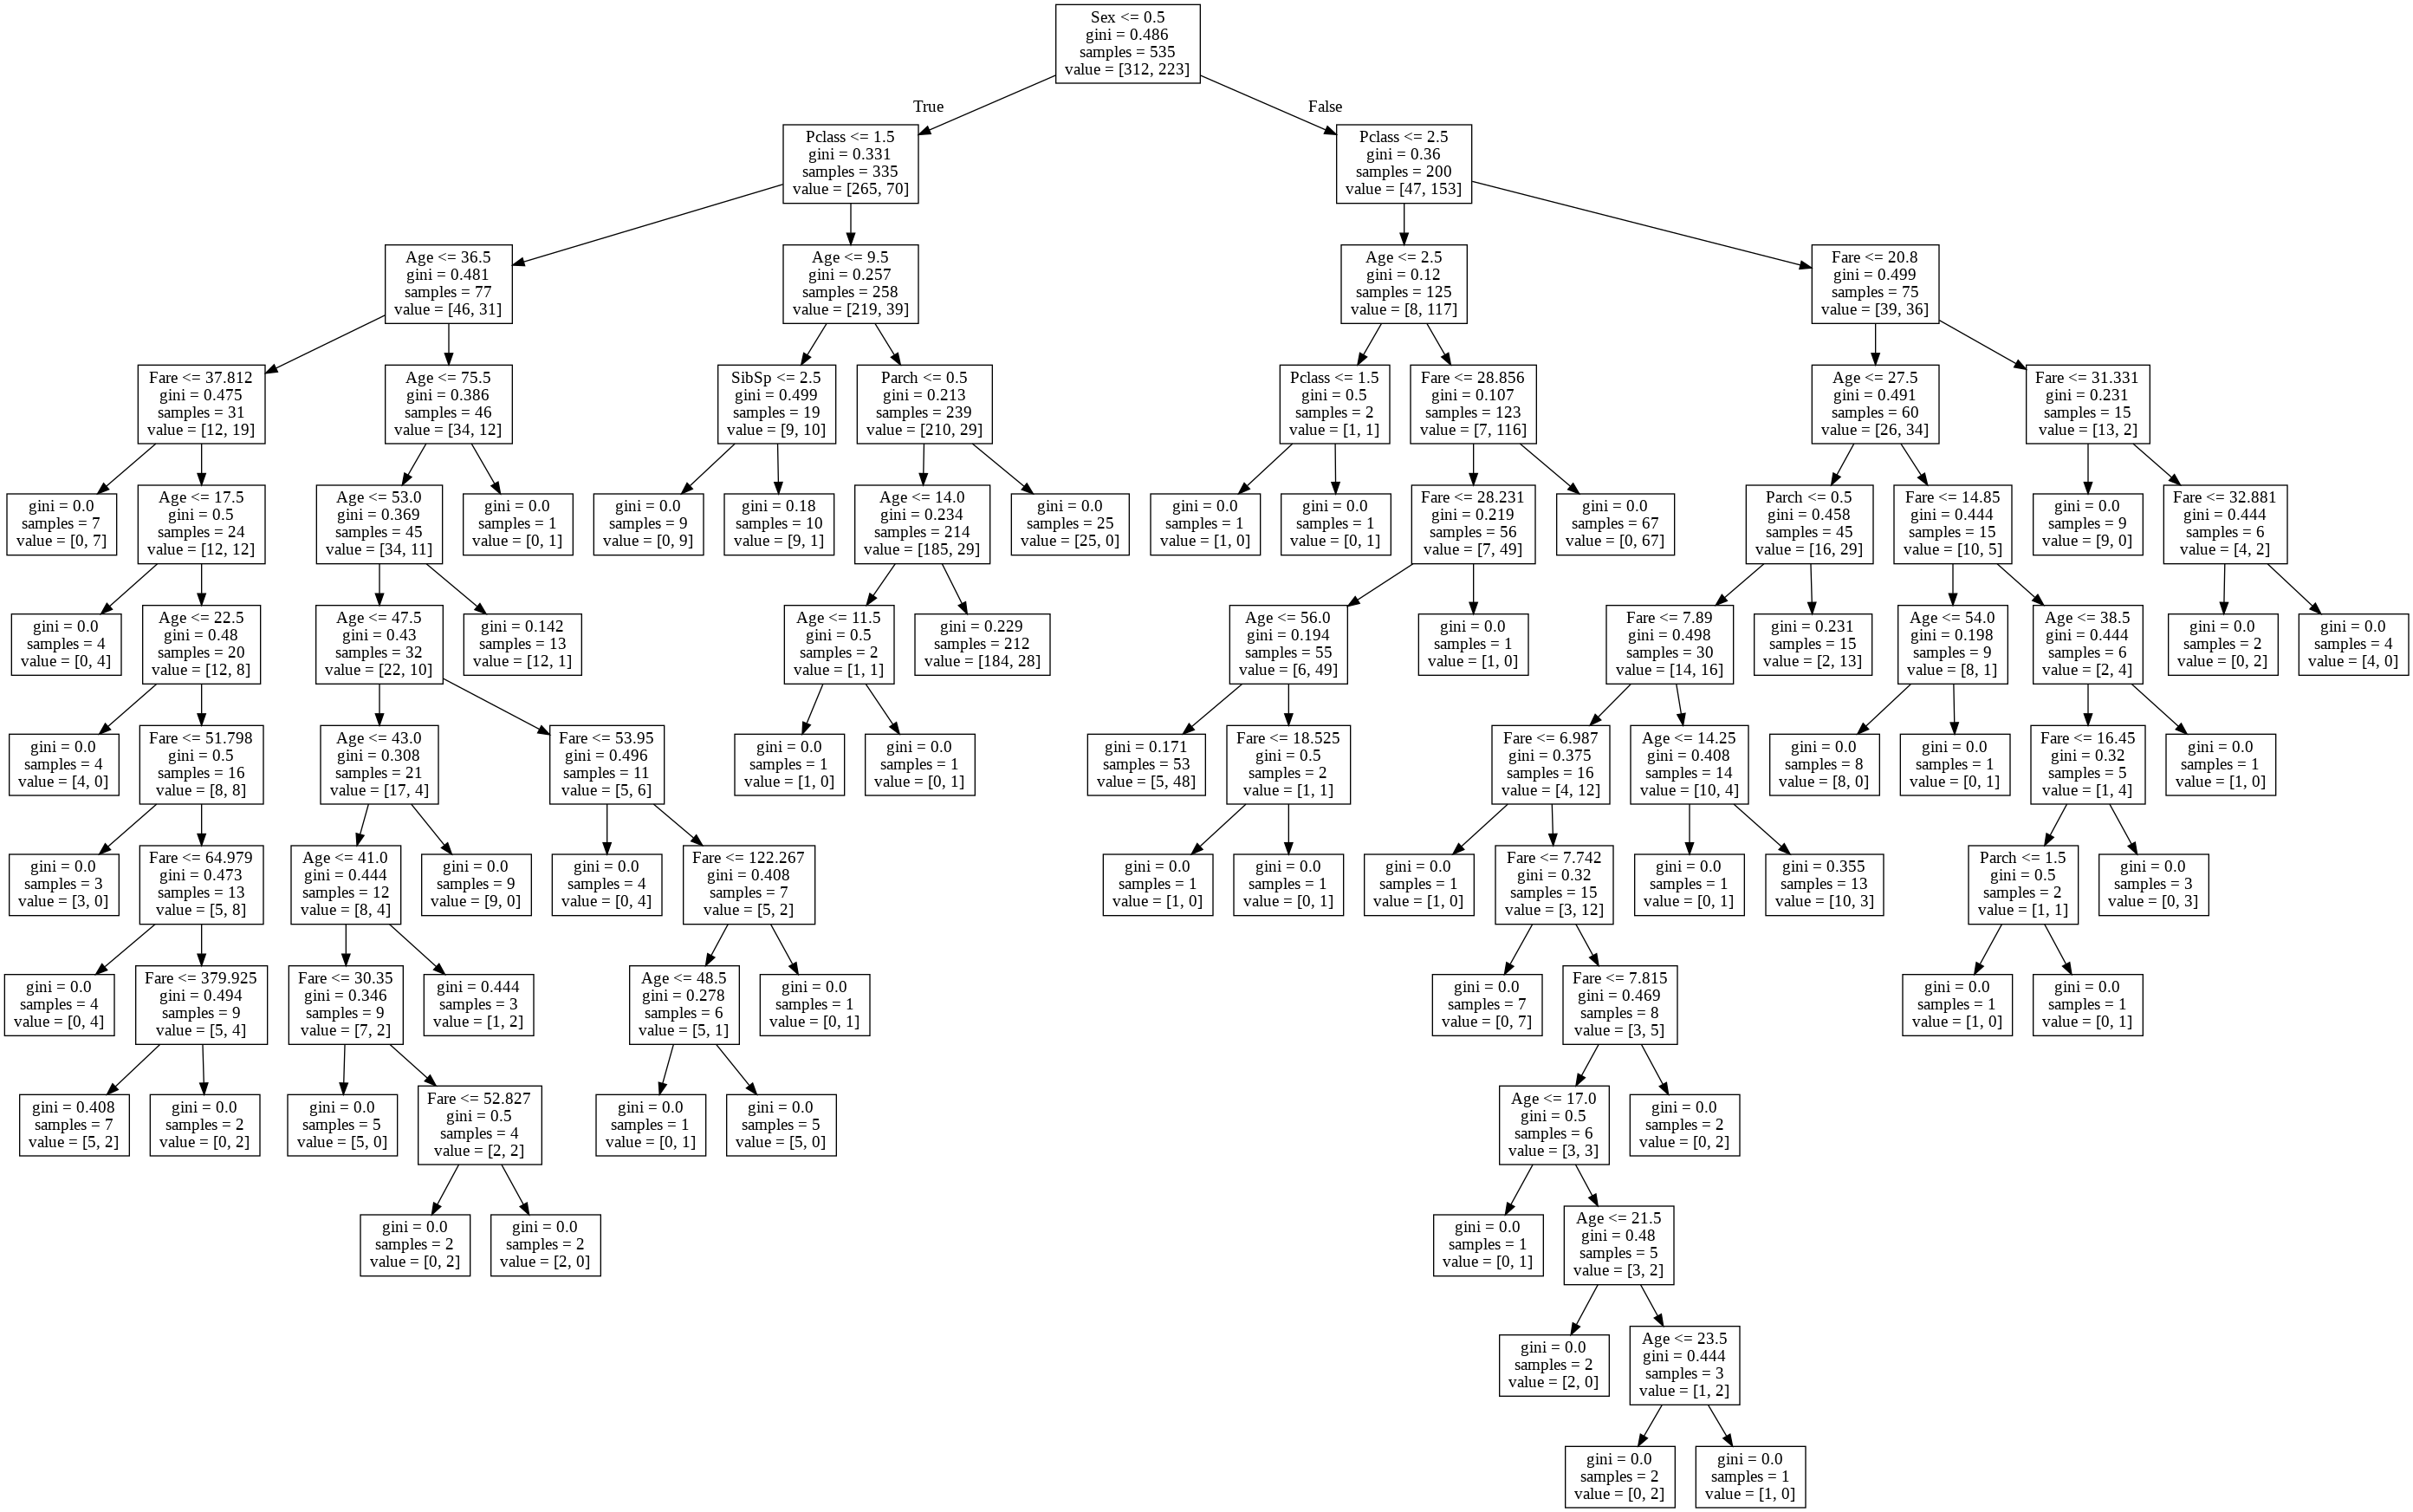 Sex <= 0.5
gini = 0.486
samples = 535
value = [312, 223]
True
False
Pclass <= 1.5
gini = 0.331
samples = 335
value = [265, 70]
Pclass <= 2.5
gini = 0.36
samples = 200
value = [47, 153]
Age <= 36.5
gini = 0.481
samples = 77
value = [46, 31]
Age <= 9.5
gini = 0.257
samples = 258
value = [219, 39]
Age <= 2.5
gini = 0.12
samples = 125
value = [8, 117]
Fare <= 20.8
gini = 0.499
samples = 75
value = [39, 36]
Fare <= 37.812
gini = 0.475
samples = 31
value = [12, 19]
Age <= 75.5
gini = 0.386
samples = 46
value = [34, 12]
SibSp <= 2.5
gini = 0.499
samples = 19
value = [9, 10]
Parch <= 0.5
gini = 0.213
samples = 239
value = [210, 29]
Pclass <= 1.5
gini = 0.5
samples = 2
value = [1, 1]
Fare <= 28.856
gini = 0.107
samples = 123
value = [7, 116]
Age <= 27.5
gini = 0.491
samples = 60
value = [26, 34]
Fare <= 31.331
gini = 0.231
samples = 15
value = [13, 2]
gini = 0.0
samples = 7
value = [0, 7]
Age <= 17.5
gini = 0.5
samples = 24
value = [12, 12]
Age <= 53.0
gini = 0.369
samples = 45
value = [34, 11]
gini = 0.0
samples = 1
value = [0, 1]
gini = 0.0
samples = 9
value = [0, 9]
gini = 0.18
samples = 10
value = [9, 1]
Age <= 14.0
gini = 0.234
samples = 214
value = [185, 29]
gini = 0.0
samples = 25
value = [25, 0]
gini = 0.0
samples = 1
value = [1, 0]
gini = 0.0
samples = 1
value = [0, 1]
Fare <= 28.231
gini = 0.219
samples = 56
value = [7, 49]
gini = 0.0
samples = 67
value = [0, 67]
Parch <= 0.5
gini = 0.458
samples = 45
value = [16, 29]
Fare <= 14.85
gini = 0.444
samples = 15
value = [10, 5]
gini = 0.0
samples = 9
value = [9, 0]
Fare <= 32.881
gini = 0.444
samples = 6
value = [4, 2]
gini = 0.0
samples = 4
value = [0, 4]
Age <= 22.5
gini = 0.48
samples = 20
value = [12, 8]
Age <= 47.5
gini = 0.43
samples = 32
value = [22, 10]
gini = 0.142
samples = 13
value = [12, 1]
Age <= 11.5
gini = 0.5
samples = 2
value = [1, 1]
gini = 0.229
samples = 212
value = [184, 28]
Age <= 56.0
gini = 0.194
samples = 55
value = [6, 49]
gini = 0.0
samples = 1
value = [1, 0]
Fare <= 7.89
gini = 0.498
samples = 30
value = [14, 16]
gini = 0.231
samples = 15
value = [2, 13]
Age <= 54.0
gini = 0.198
samples = 9
value = [8, 1]
Age <= 38.5
gini = 0.444
samples = 6
value = [2, 4]
gini = 0.0
samples = 2
value = [0, 2]
gini = 0.0
samples = 4
value = [4, 0]
gini = 0.0
samples = 4
value = [4, 0]
Fare <= 51.798
gini = 0.5
samples = 16
value = [8, 8]
Age <= 43.0
gini = 0.308
samples = 21
value = [17, 4]
Fare <= 53.95
gini = 0.496
samples = 11
value = [5, 6]
gini = 0.0
samples = 1
value = [1, 0]
gini = 0.0
samples = 1
value = [0, 1]
gini = 0.171
samples = 53
value = [5, 48]
Fare <= 18.525
gini = 0.5
samples = 2
value = [1, 1]
Fare <= 6.987
gini = 0.375
samples = 16
value = [4, 12]
Age <= 14.25
gini = 0.408
samples = 14
value = [10, 4]
gini = 0.0
samples = 8
value = [8, 0]
gini = 0.0
samples = 1
value = [0, 1]
Fare <= 16.45
gini = 0.32
samples = 5
value = [1, 4]
gini = 0.0
samples = 1
value = [1, 0]
gini = 0.0
samples = 3
value = [3, 0]
Fare <= 64.979
gini = 0.473
samples = 13
value = [5, 8]
Age <= 41.0
gini = 0.444
samples = 12
value = [8, 4]
gini = 0.0
samples = 9
value = [9, 0]
gini = 0.0
samples = 4
value = [0, 4]
Fare <= 122.267
gini = 0.408
samples = 7
value = [5, 2]
gini = 0.0
samples = 1
value = [1, 0]
gini = 0.0
samples = 1
value = [0, 1]
gini = 0.0
samples = 1
value = [1, 0]
Fare <= 7.742
gini = 0.32
samples = 15
value = [3, 12]
gini = 0.0
samples = 1
value = [0, 1]
gini = 0.355
samples = 13
value = [10, 3]
Parch <= 1.5
gini = 0.5
samples = 2
value = [1, 1]
gini = 0.0
samples = 3
value = [0, 3]
gini = 0.0
samples = 4
value = [0, 4]
Fare <= 379.925
gini = 0.494
samples = 9
value = [5, 4]
Fare <= 30.35
gini = 0.346
samples = 9
value = [7, 2]
gini = 0.444
samples = 3
value = [1, 2]
Age <= 48.5
gini = 0.278
samples = 6
value = [5, 1]
gini = 0.0
samples = 1
value = [0, 1]
gini = 0.0
samples = 7
value = [0, 7]
Fare <= 7.815
gini = 0.469
samples = 8
value = [3, 5]
gini = 0.0
samples = 1
value = [1, 0]
gini = 0.0
samples = 1
value = [0, 1]
gini = 0.408
samples = 7
value = [5, 2]
gini = 0.0
samples = 2
value = [0, 2]
gini = 0.0
samples = 5
value = [5, 0]
Fare <= 52.827
gini = 0.5
samples = 4
value = [2, 2]
gini = 0.0
samples = 1
value = [0, 1]
gini = 0.0
samples = 5
value = [5, 0]
Age <= 17.0
gini = 0.5
samples = 6
value = [3, 3]
gini = 0.0
samples = 2
value = [0, 2]
gini = 0.0
samples = 2
value = [0, 2]
gini = 0.0
samples = 2
value = [2, 0]
gini = 0.0
samples = 1
value = [0, 1]
Age <= 21.5
gini = 0.48
samples = 5
value = [3, 2]
gini = 0.0
samples = 2
value = [2, 0]
Age <= 23.5
gini = 0.444
samples = 3
value = [1, 2]
gini = 0.0
samples = 2
value = [0, 2]
gini = 0.0
samples = 1
value = [1, 0]